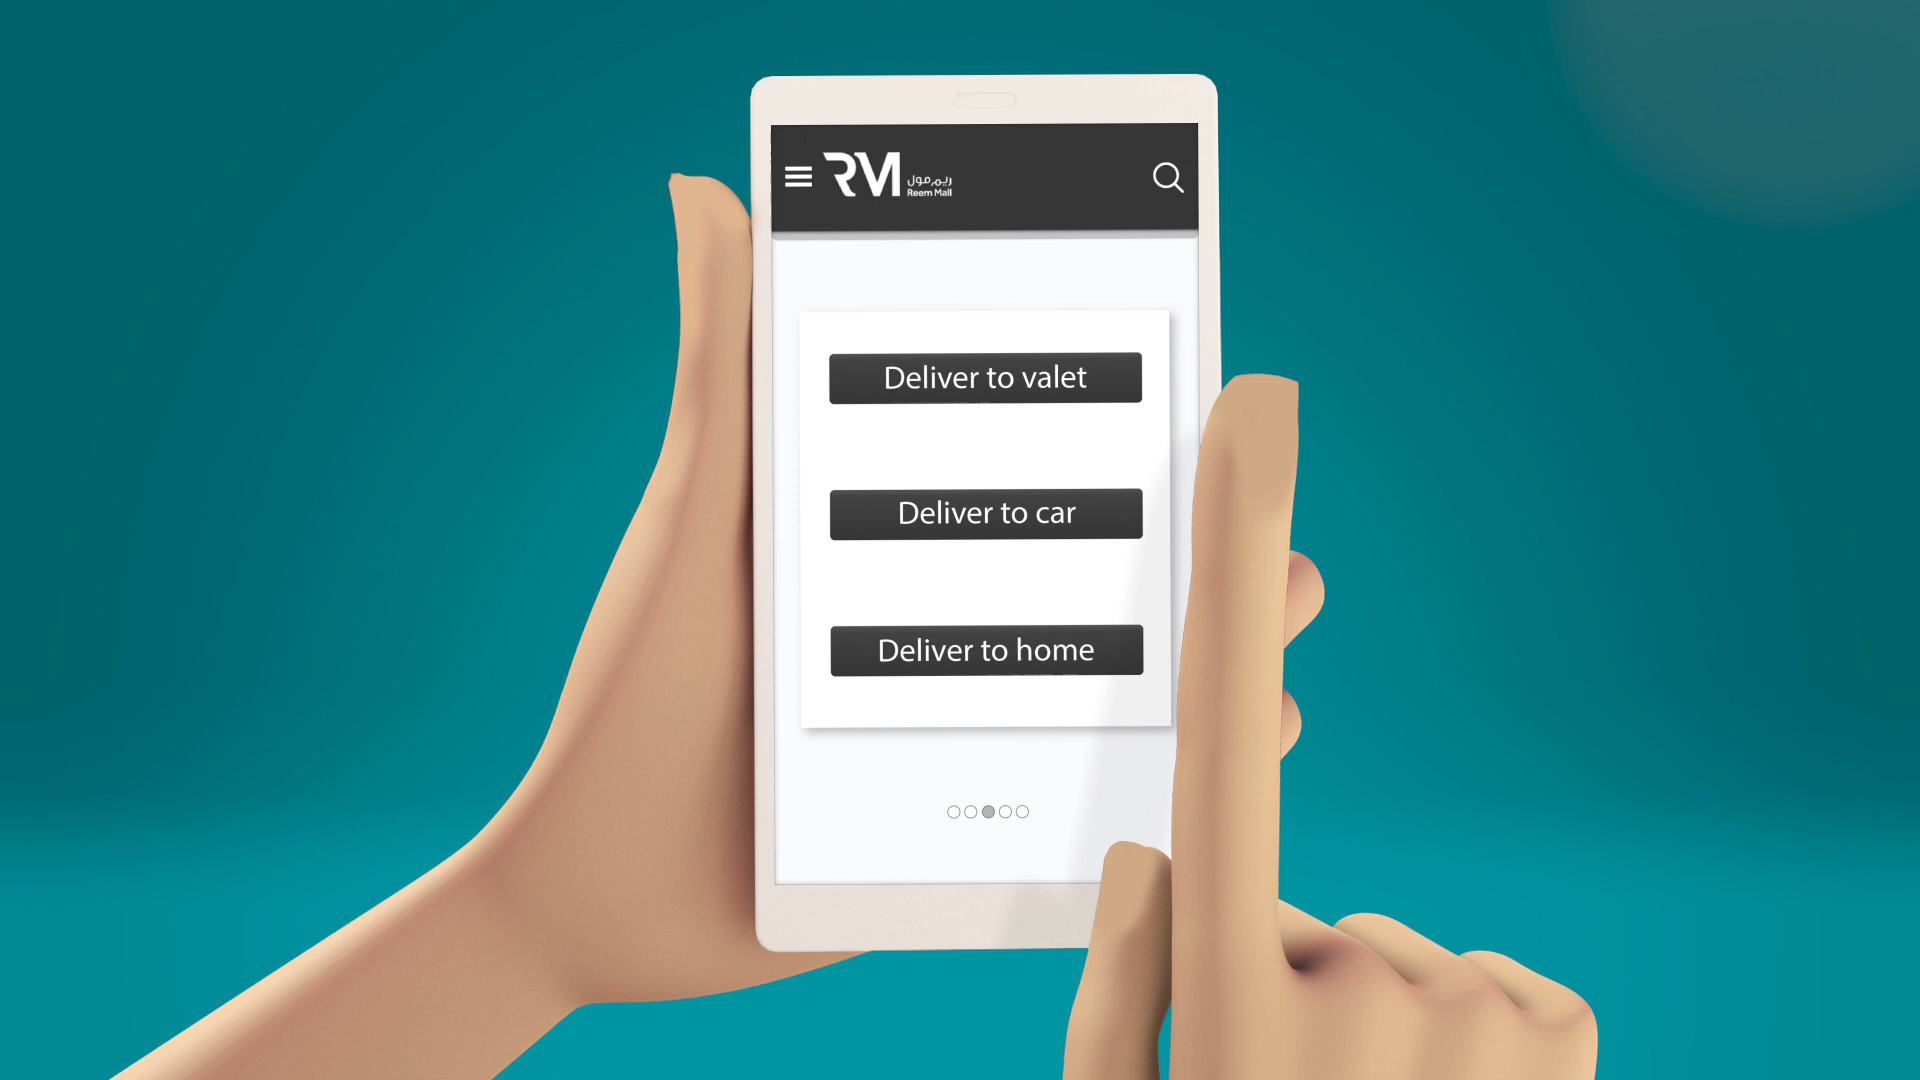 RM
ريم مول
Reem Mall
Deliver to valet
Deliver to car
Deliver to home